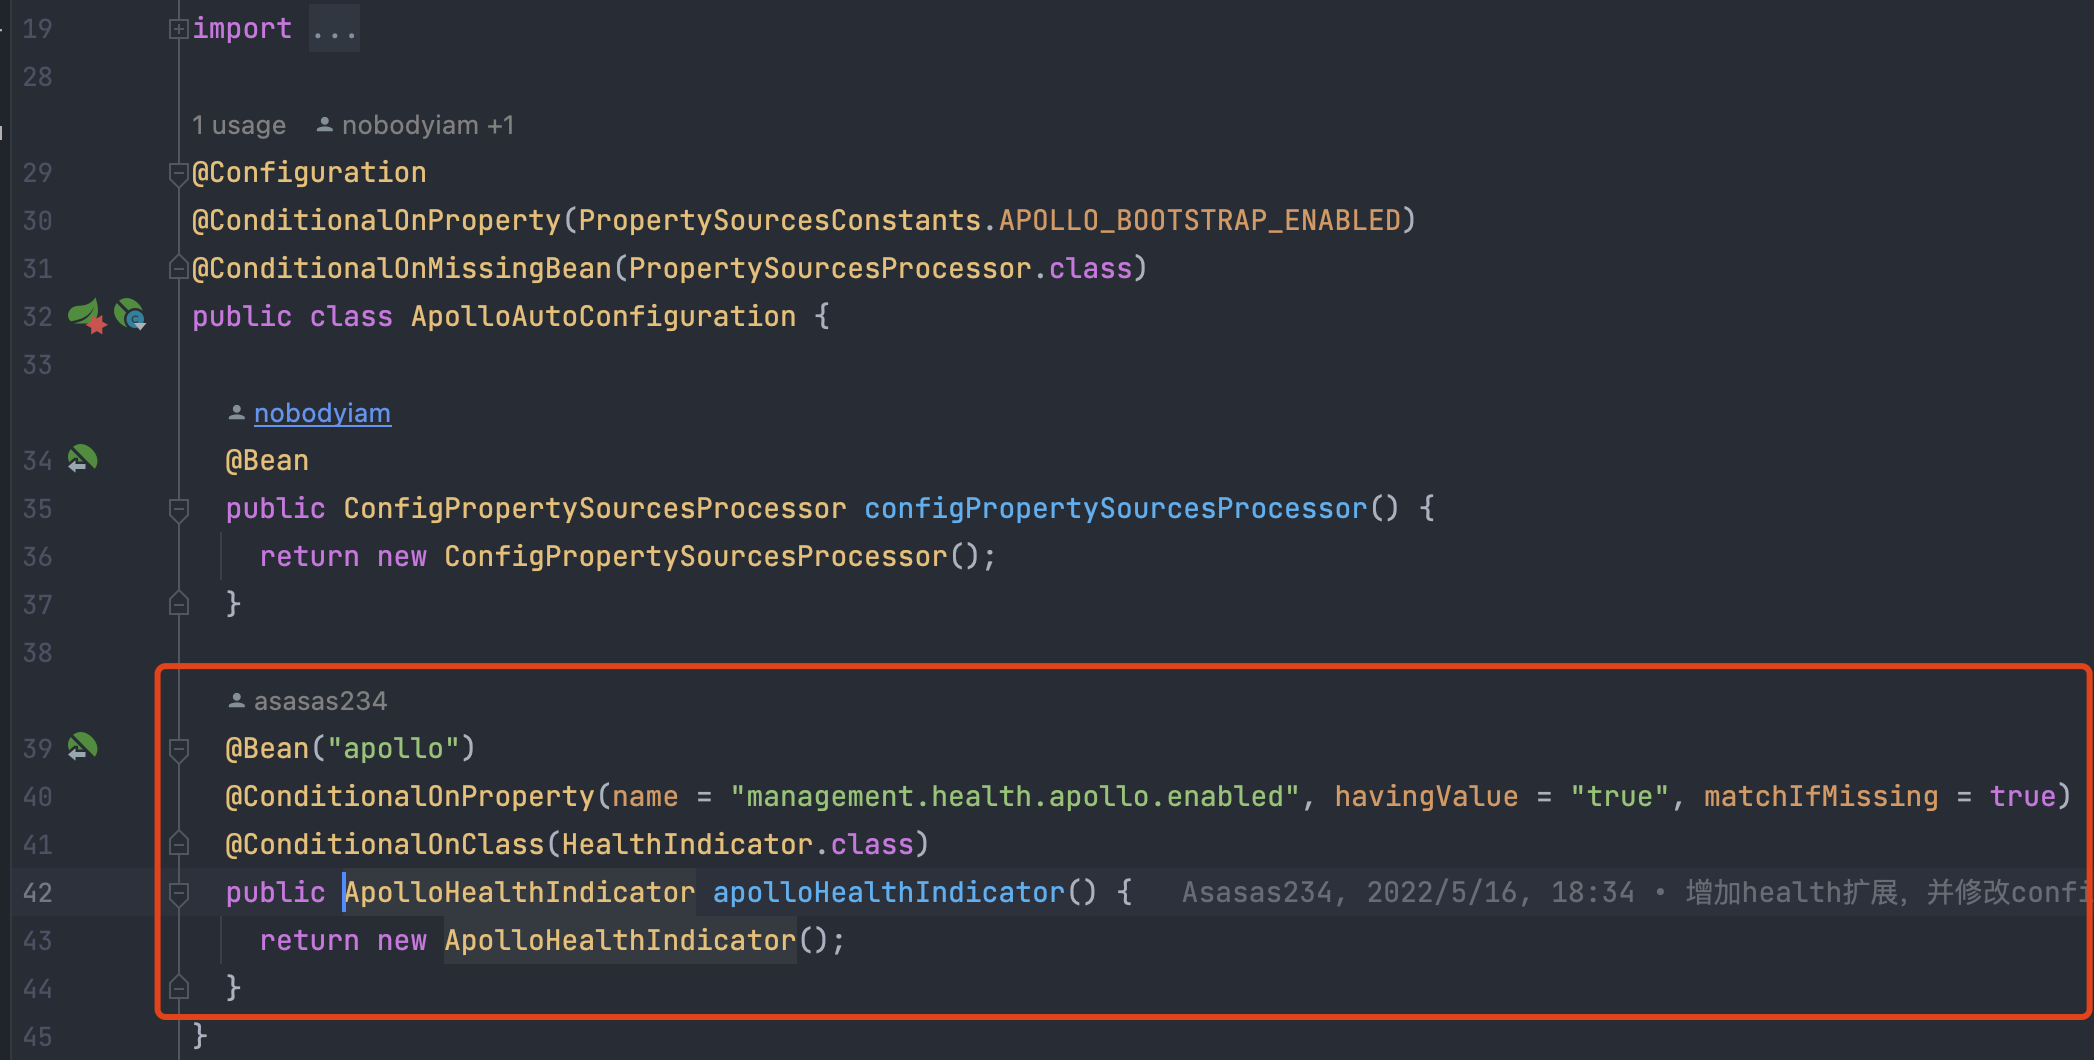 19 import ...
28
1 usage nobodyiam +1
29 @Configuration
30 @ConditionalOnProperty(PropertySourcesConstants.APOLLO_BOOTSTRAP_ENABLED)
31 @ConditionalOnMissingBean(PropertySourcesProcessor.class)
32 public class ApolloAutoConfiguration {
33
nobodyiam
34 @Bean
35 public ConfigPropertySourcesProcessor configPropertySourcesProcessor() {
36 return new ConfigPropertySourcesProcessor();
37 }
38
asasas234
39 @Bean("apollo")
40 @ConditionalOnProperty(name = "management.health.apollo.enabled", havingValue = "true", matchIfMissing = true)
41 @ConditionalOnClass(HealthIndicator.class)
42 public ApolloHealthIndicator apolloHealthIndicator() { Asasas234, 2022/5/16, 18:34 • 增加health扩展，并修改confi
43 return new ApolloHealthIndicator();
44 }
45 }